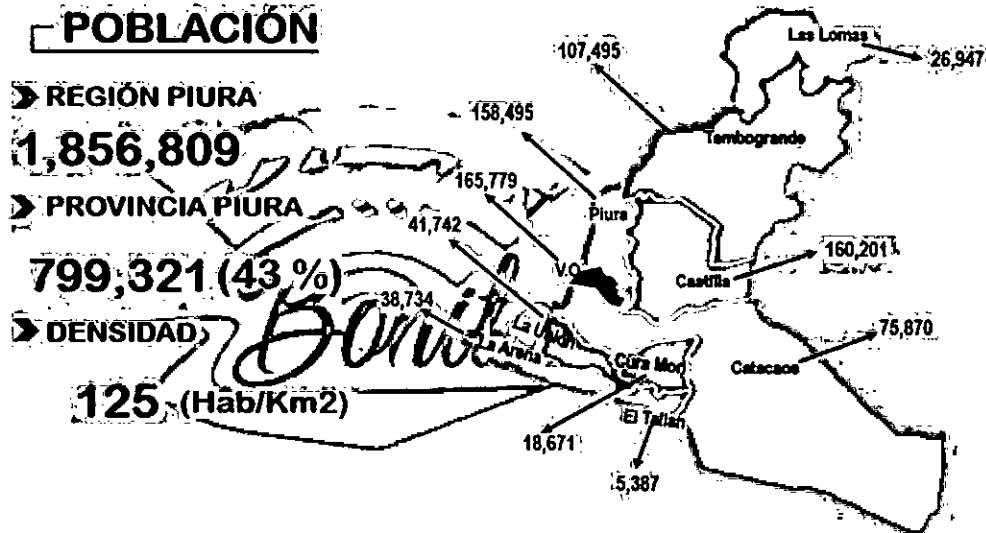 POBLACIÓN
REGIÓN PIURA
1,856,809
PROVINCIA PIURA
799,321 (43 %)
DENSIDAD
125 (Hab/Km2)
Las Lomas
26,947
107,495
Tambogrande
158,495
165,779
Piura
41,742
160,201
V.O.
Castilla
38,734
La Unión
75,870
La Arena
Cura Mori
Catacaos
El Tallan
18,671
5,387